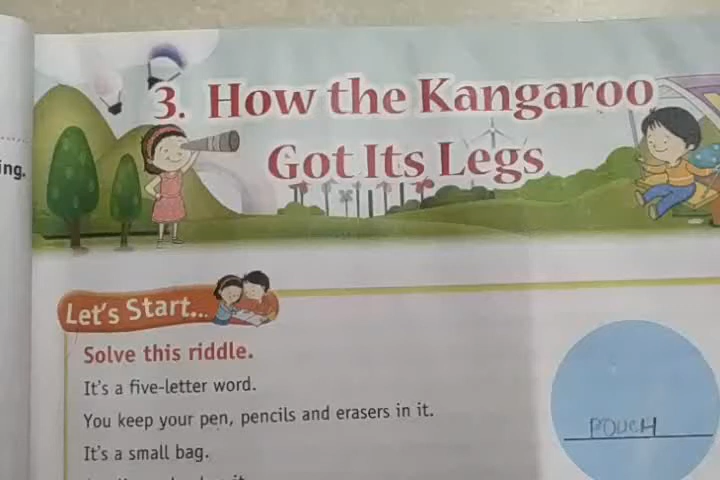 ing.
3. How the Kangaroo
Got Its Legs
Let's Start...
Solve this riddle.
It's a five-letter word.
You keep your pen, pencils and erasers in it.
POUCH
It's a small bag.